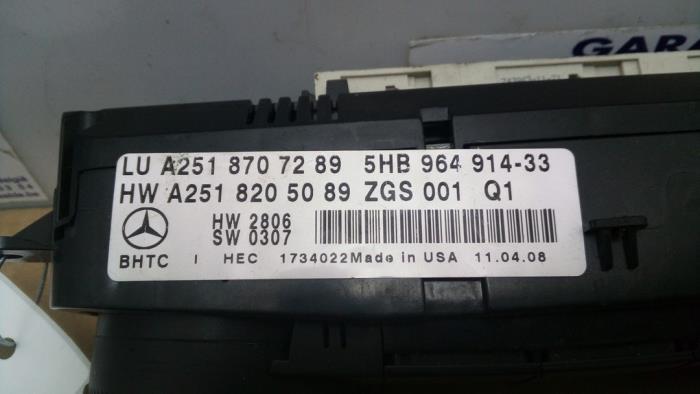 GARA
LU A251 870 72 89 5HB 964 914-33
HW A251 820 50 89 ZGS 001 Q1
HW 2806
SW 0307
BHTC I HEC 1734022Made in USA 11.04.08